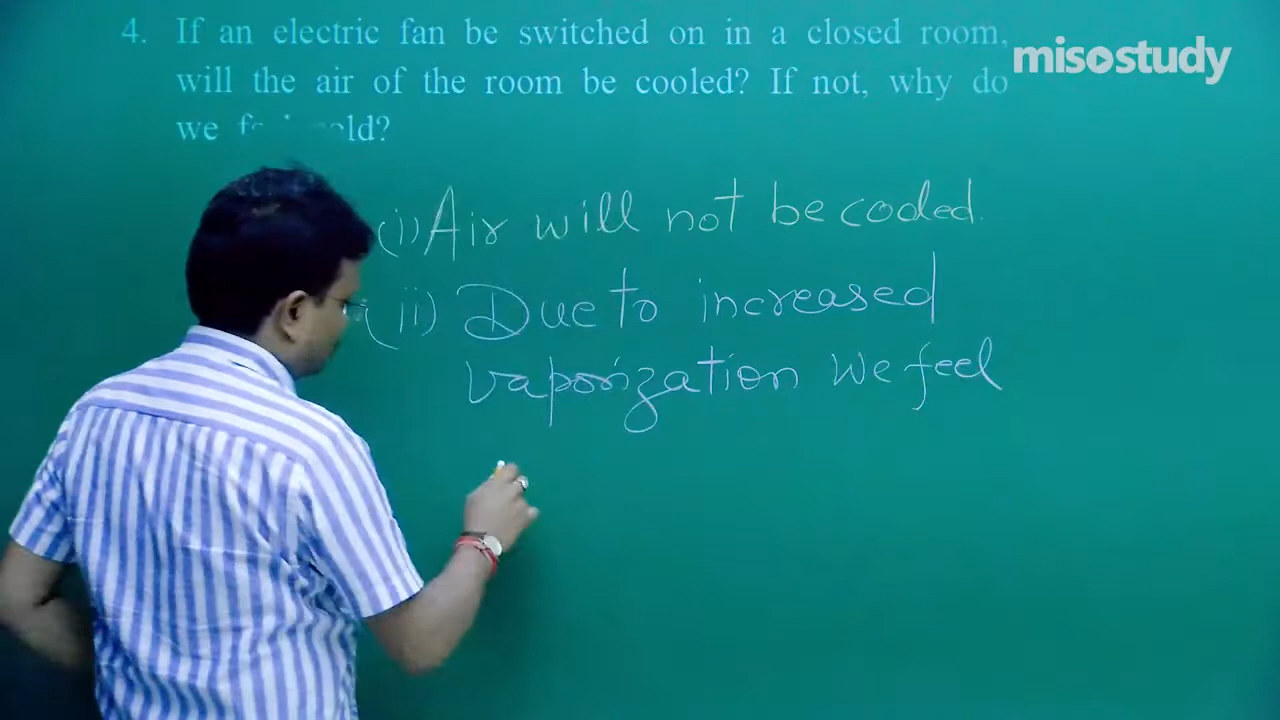 4. If an electric fan be switched on in a closed room,
misostudy
will the air of the room be cooled? If not, why do
we
(i) Air will not be cooled.
(ii) Due to increased
vaporization we feel